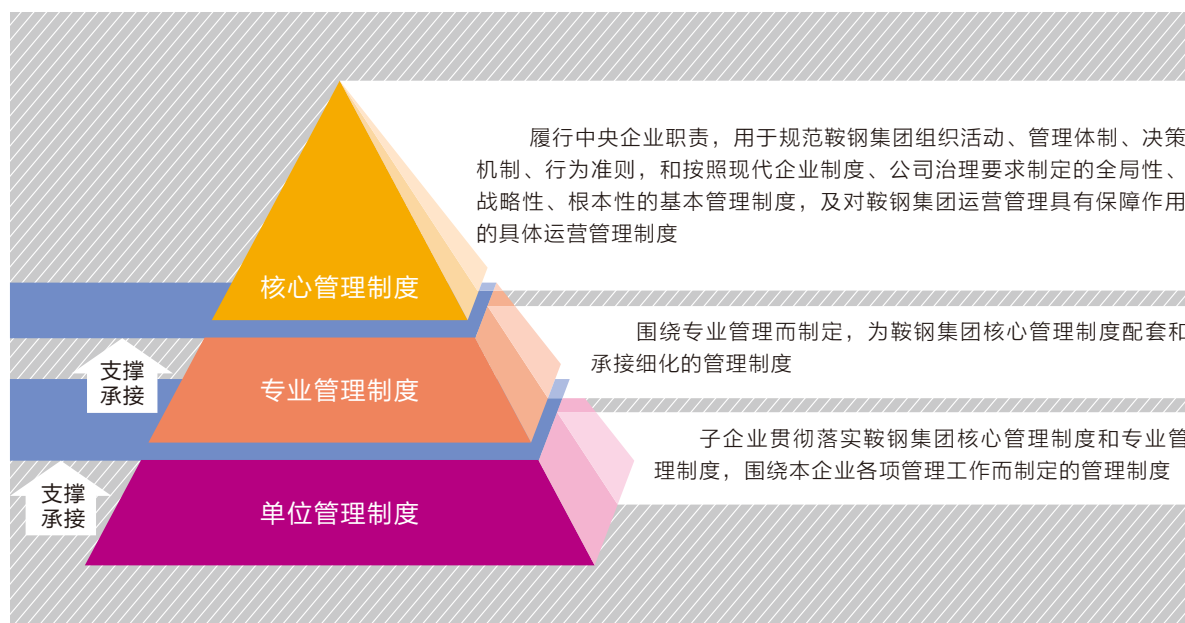 履行中央企业职责，用于规范鞍钢集团组织活动、管理体制、决策
机制、行为准则，和按照现代企业制度、公司治理要求制定的全局性、
战略性、根本性的基本管理制度，及对鞍钢集团运营管理具有保障作用
的具体运营管理制度
核心管理制度
围绕专业管理而制定，为鞍钢集团核心管理制度配套和
承接细化的管理制度
支撑
承接
专业管理制度
子企业贯彻落实鞍钢集团核心管理制度和专业管
理制度，围绕本企业各项管理工作而制定的管理制度
支撑
承接
单位管理制度